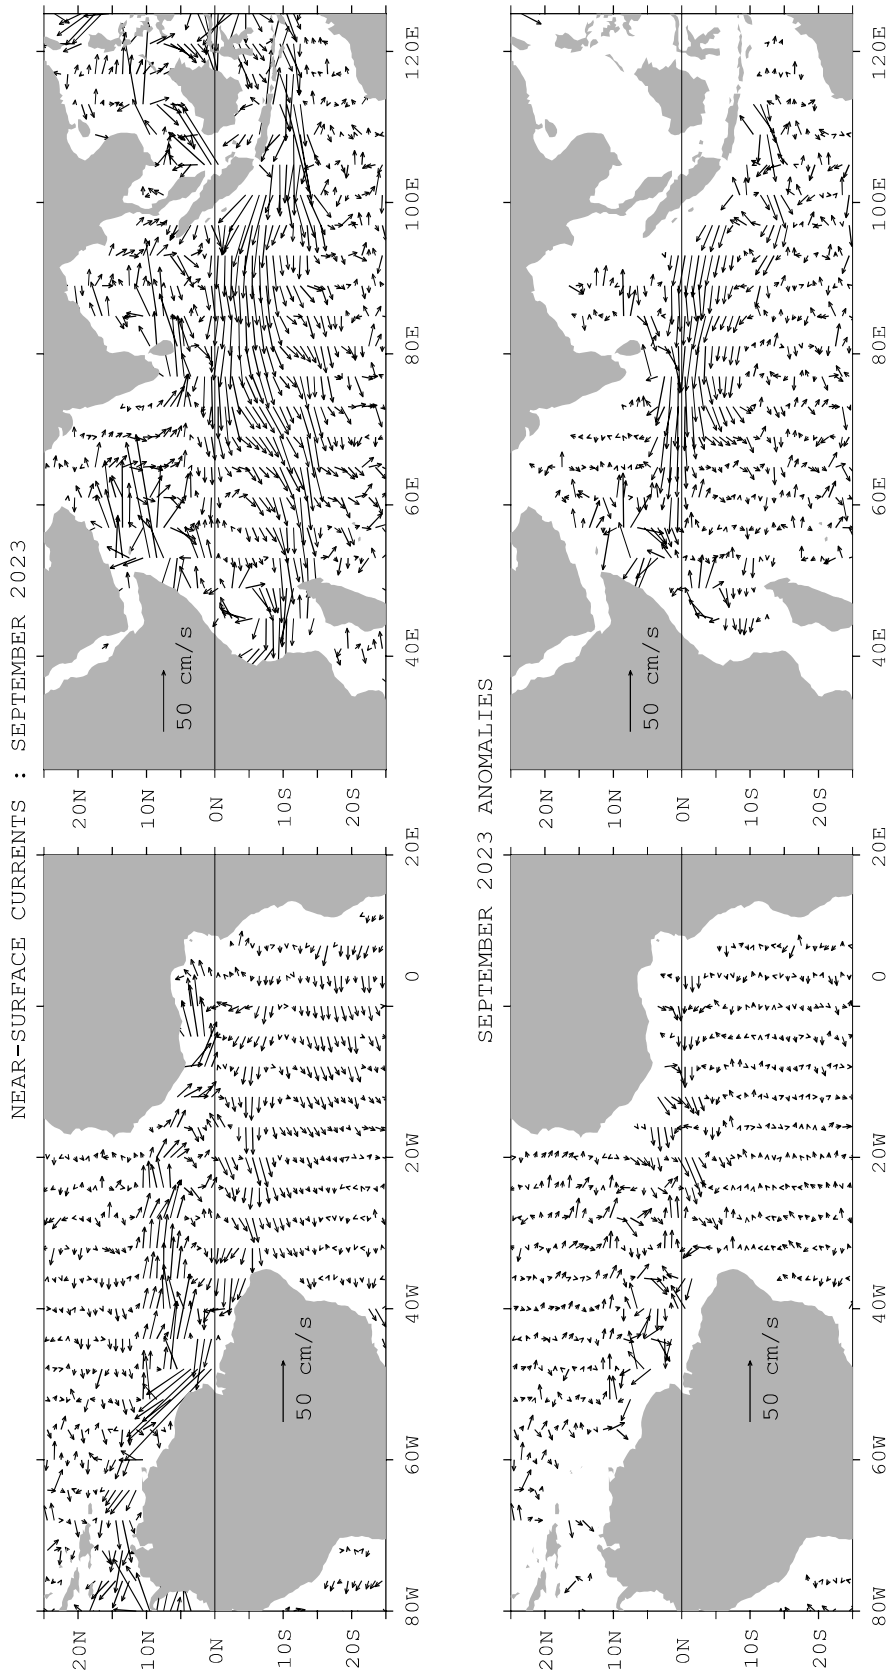 NEAR-SURFACE CURRENTS : SEPTEMBER 2023
20N
10N
0N
10S
20S
50 cm/s
80W
60W
40W
20W
0
20E
20N
10N
0N
10S
20S
50 cm/s
40E
60E
80E
100E
120E
SEPTEMBER 2023 ANOMALIES
20N
10N
0N
10S
20S
50 cm/s
80W
60W
40W
20W
0
20E
20N
10N
0N
10S
20S
50 cm/s
40E
60E
80E
100E
120E